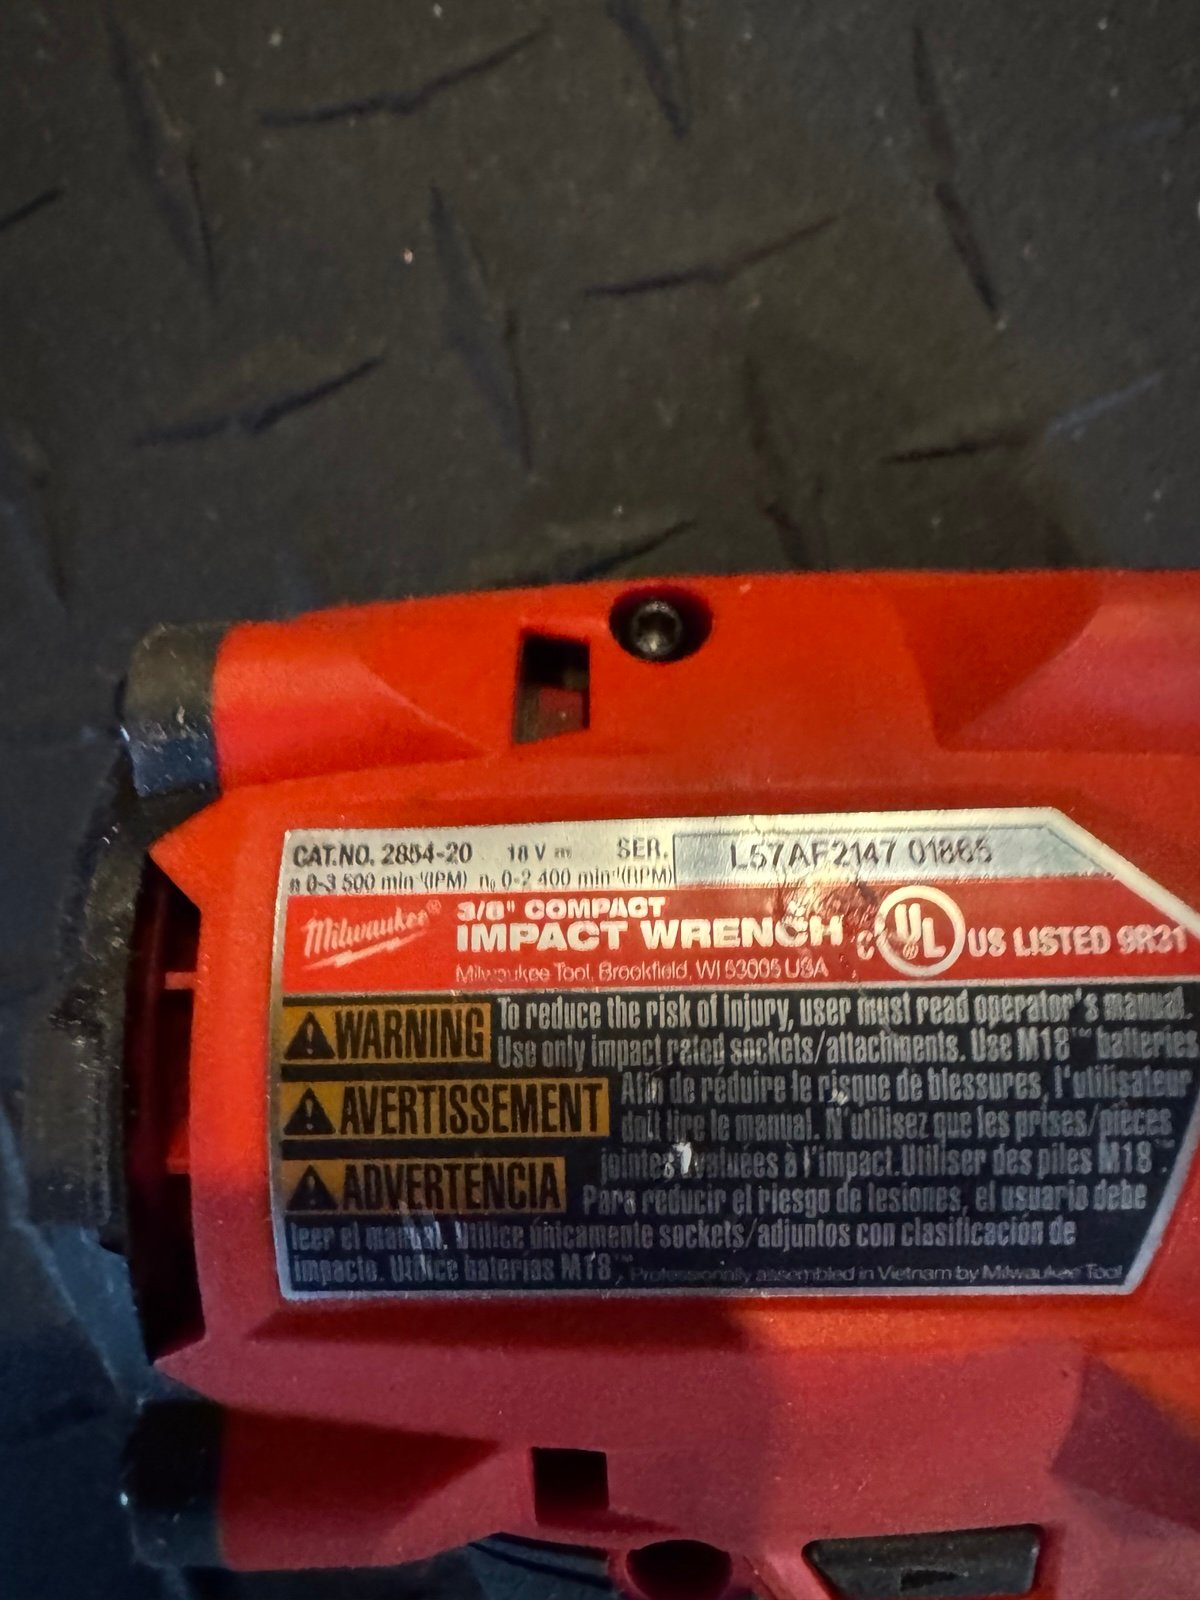 CAT.NO. 2854-20 18 V ⎓ SER. L57AF2147 01865
n 0-3 500 min⁻¹(IPM) n₀ 0-2 400 min⁻¹(RPM)
Milwaukee® 3/8" COMPACT
IMPACT WRENCH c UL US LISTED 9R31
Milwaukee Tool, Brookfield, WI 53005 USA
WARNING To reduce the risk of injury, user must read operator's manual.
Use only impact rated sockets/attachments. Use M18™ batteries
AVERTISSEMENT Afin de réduire le risque de blessures, l'utilisateur
doit lire le manuel. N'utilisez que les prises/pièces
jointes évaluées à l'impact. Utiliser des piles M18™.
ADVERTENCIA Para reducir el riesgo de lesiones, el usuario debe
leer el manual. Utilice únicamente sockets/adjuntos con clasificación de
impacto. Utilice baterías M18™. Professionally assembled in Vietnam by Milwaukee Tool